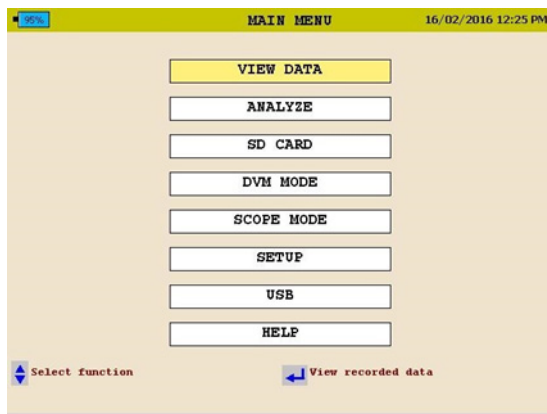 95% MAIN MENU 16/02/2016 12:25 PM
VIEW DATA
ANALYZE
SD CARD
DVM MODE
SCOPE MODE
SETUP
USB
HELP
Select function View recorded data